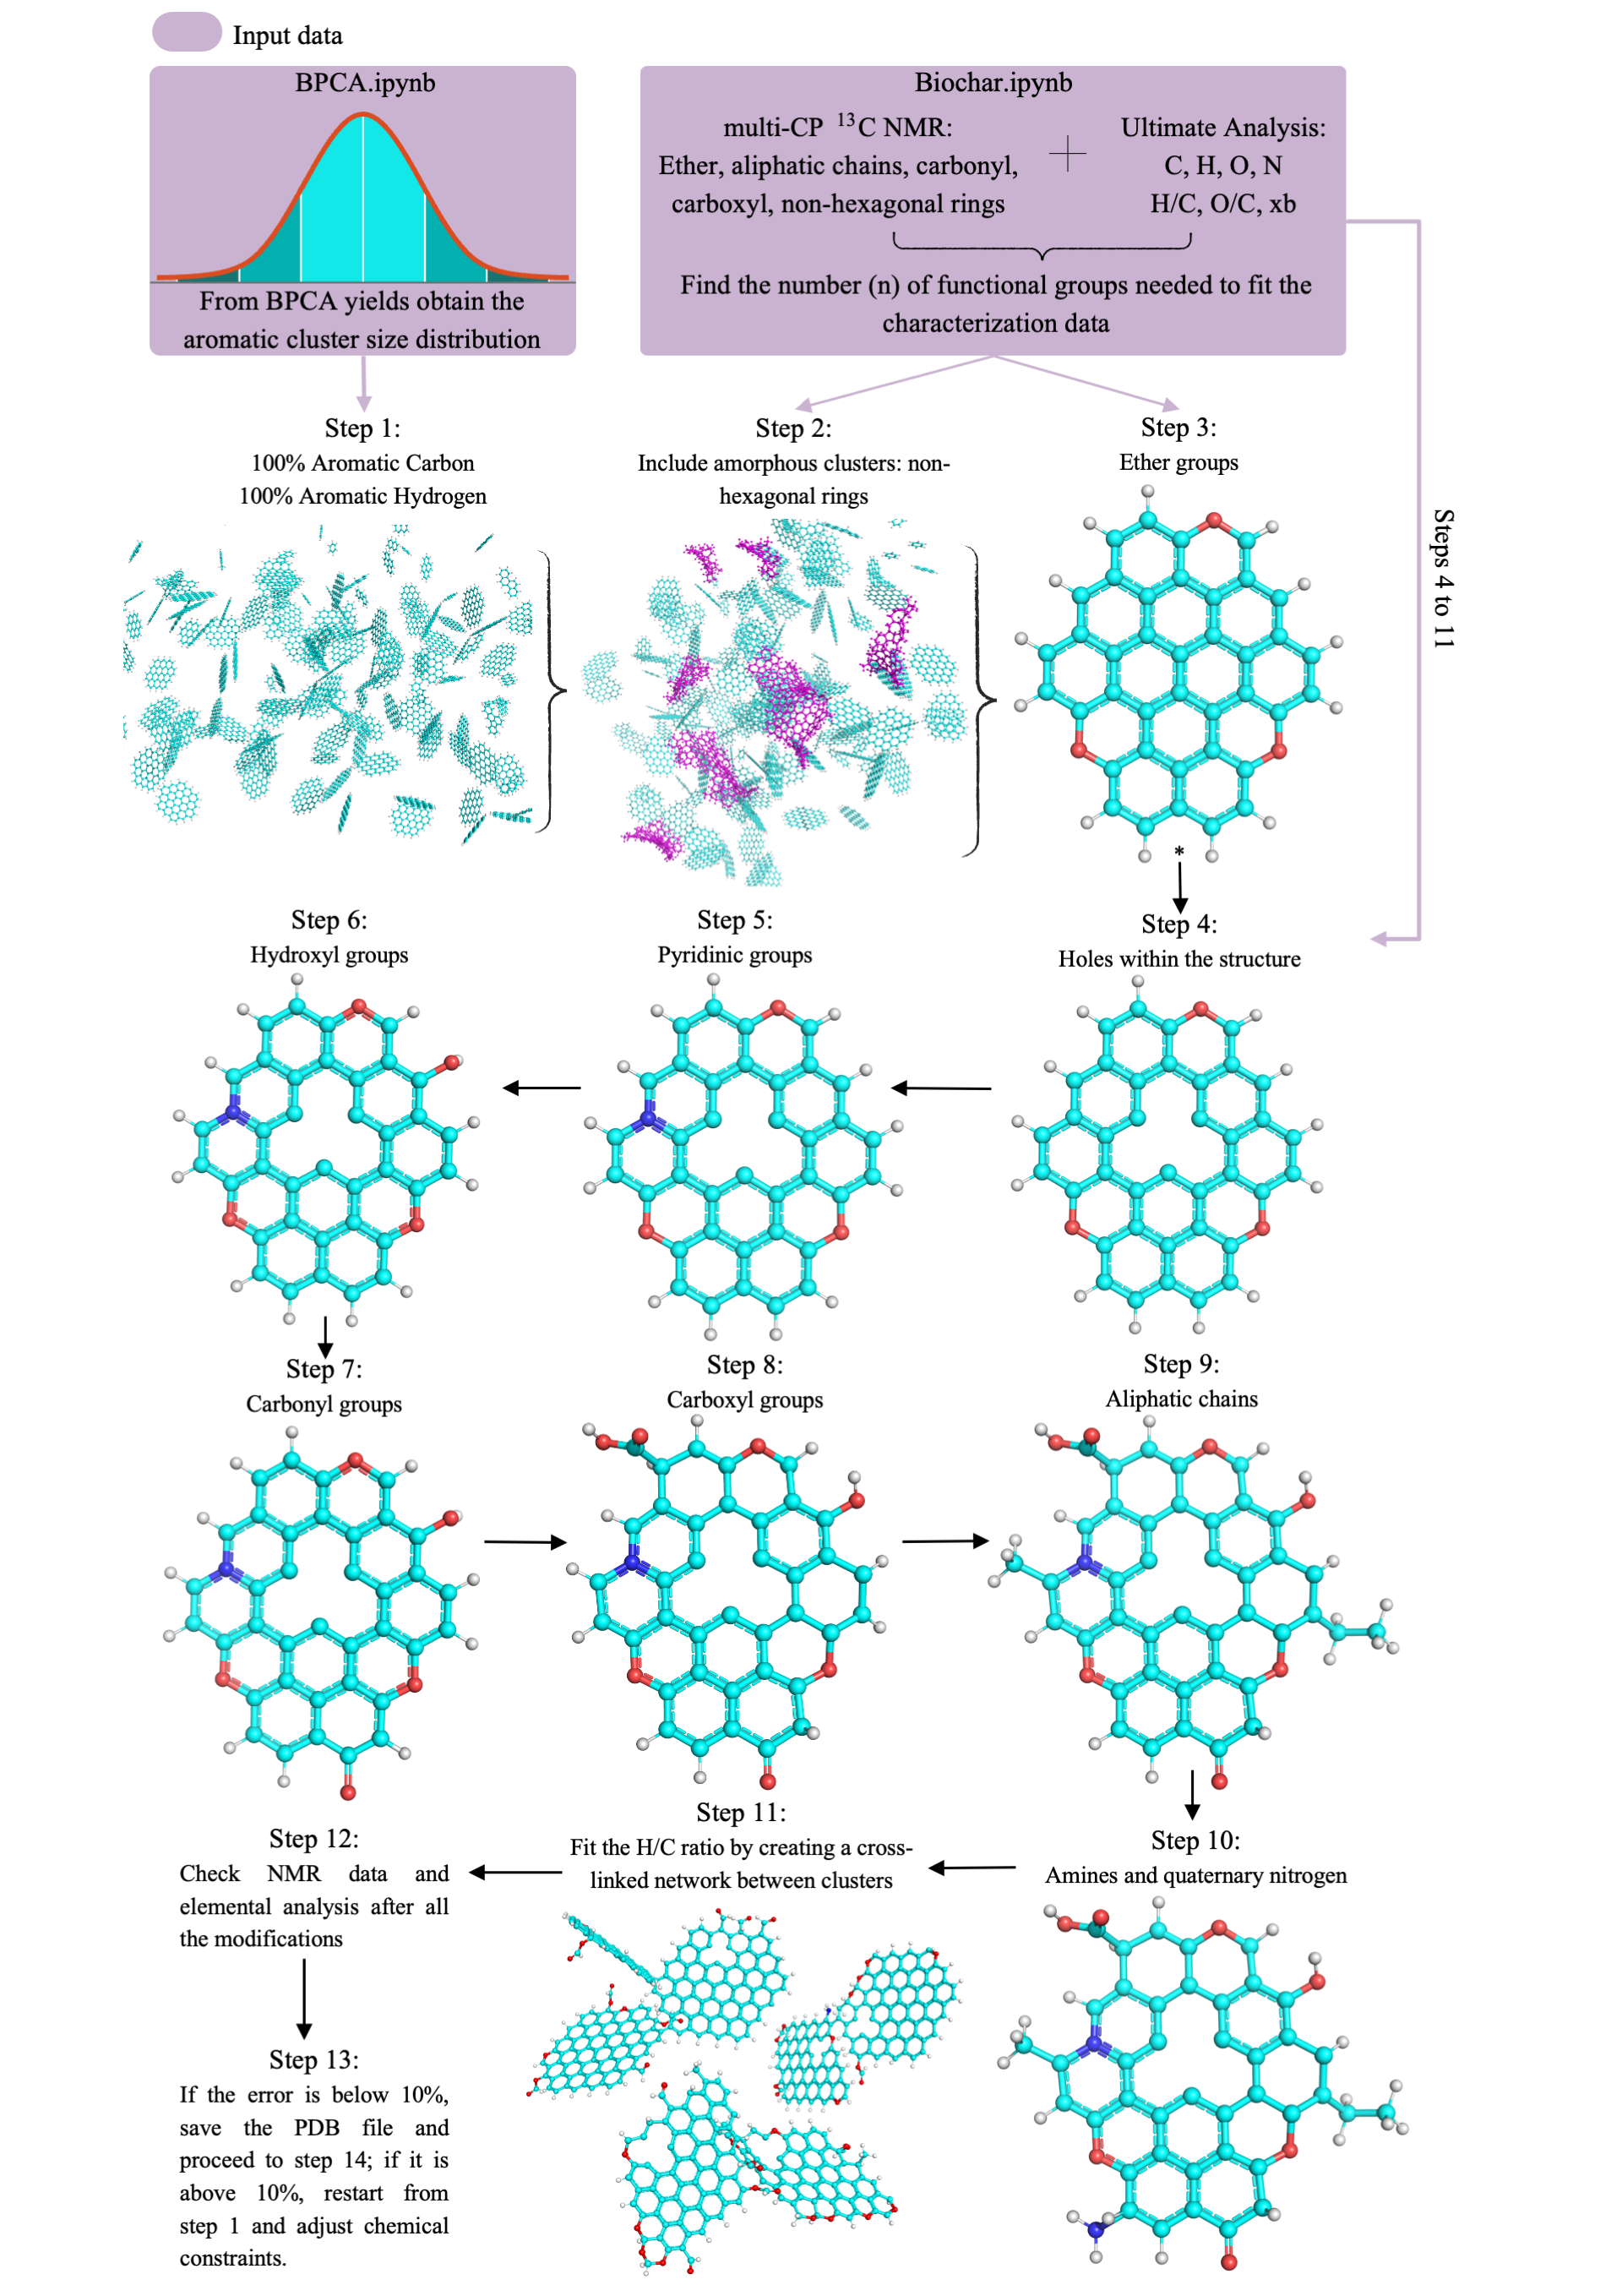 Input data
BPCA.ipynb
From BPCA yields obtain the
aromatic cluster size distribution
Biochar.ipynb
multi-CP ¹³C NMR:
Ether, aliphatic chains, carbonyl,
carboxyl, non-hexagonal rings
+
Ultimate Analysis:
C, H, O, N
H/C, O/C, xb
Find the number (n) of functional groups needed to fit the
characterization data
Steps 4 to 11
Step 1:
100% Aromatic Carbon
100% Aromatic Hydrogen
Step 2:
Include amorphous clusters: non-
hexagonal rings
Step 3:
Ether groups
*
Step 4:
Holes within the structure
Step 5:
Pyridinic groups
Step 6:
Hydroxyl groups
Step 7:
Carbonyl groups
Step 8:
Carboxyl groups
Step 9:
Aliphatic chains
Step 10:
Amines and quaternary nitrogen
Step 11:
Fit the H/C ratio by creating a cross-
linked network between clusters
Step 12:
Check NMR data and
elemental analysis after all
the modifications
Step 13:
If the error is below 10%,
save the PDB file and
proceed to step 14; if it is
above 10%, restart from
step 1 and adjust chemical
constraints.